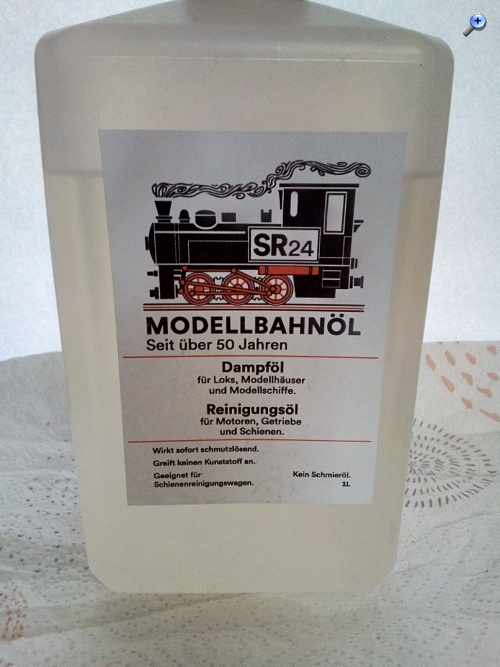 SR24
MODELLBAHNÖL
Seit über 50 Jahren
Dampföl
für Loks, Modellhäuser
und Modellschiffe.
Reinigungsöl
für Motoren, Getriebe
und Schienen.
Wirkt sofort schmutzlösend.
Greift keinen Kunststoff an.
Geeignet für
Schienenreinigungswagen.
Kein Schmieröl.
1L